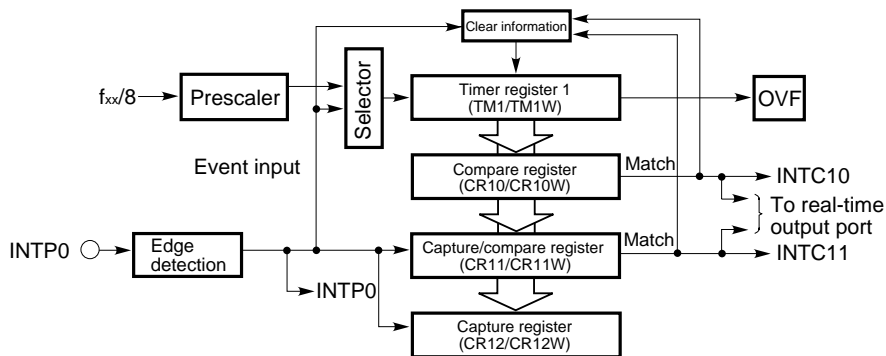 Clear information
fxx/8
Prescaler
Selector
Timer register 1
(TM1/TM1W)
OVF
Event input
Compare register
(CR10/CR10W)
Match
INTC10
To real-time
output port
INTP0
Edge
detection
Capture/compare register
(CR11/CR11W)
Match
INTC11
INTP0
Capture register
(CR12/CR12W)